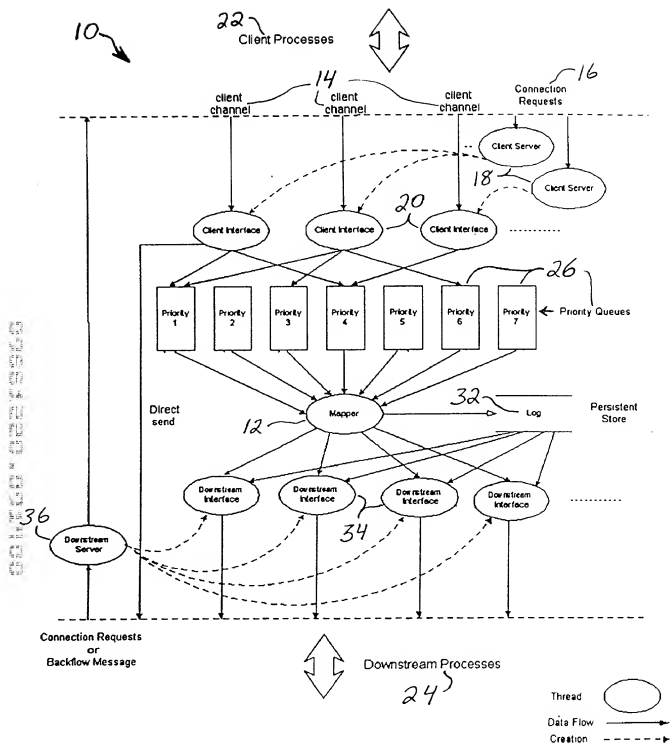 22
Client Processes
10
14
16
client channel
client channel
client channel
Connection Requests
Client Server
18
Client Server
Client Interface
Client Interface
20
Client Interface
26
Priority 1
Priority 2
Priority 3
Priority 4
Priority 5
Priority 6
Priority 7
Priority Queues
Direct send
12
Mapper
32
Log
Persistent Store
Downstream Interface
Downstream Interface
Downstream Interface
Downstream Interface
34
36
Downstream Server
Connection Requests or Backflow Message
Downstream Processes
24
Thread
Data Flow
Creation